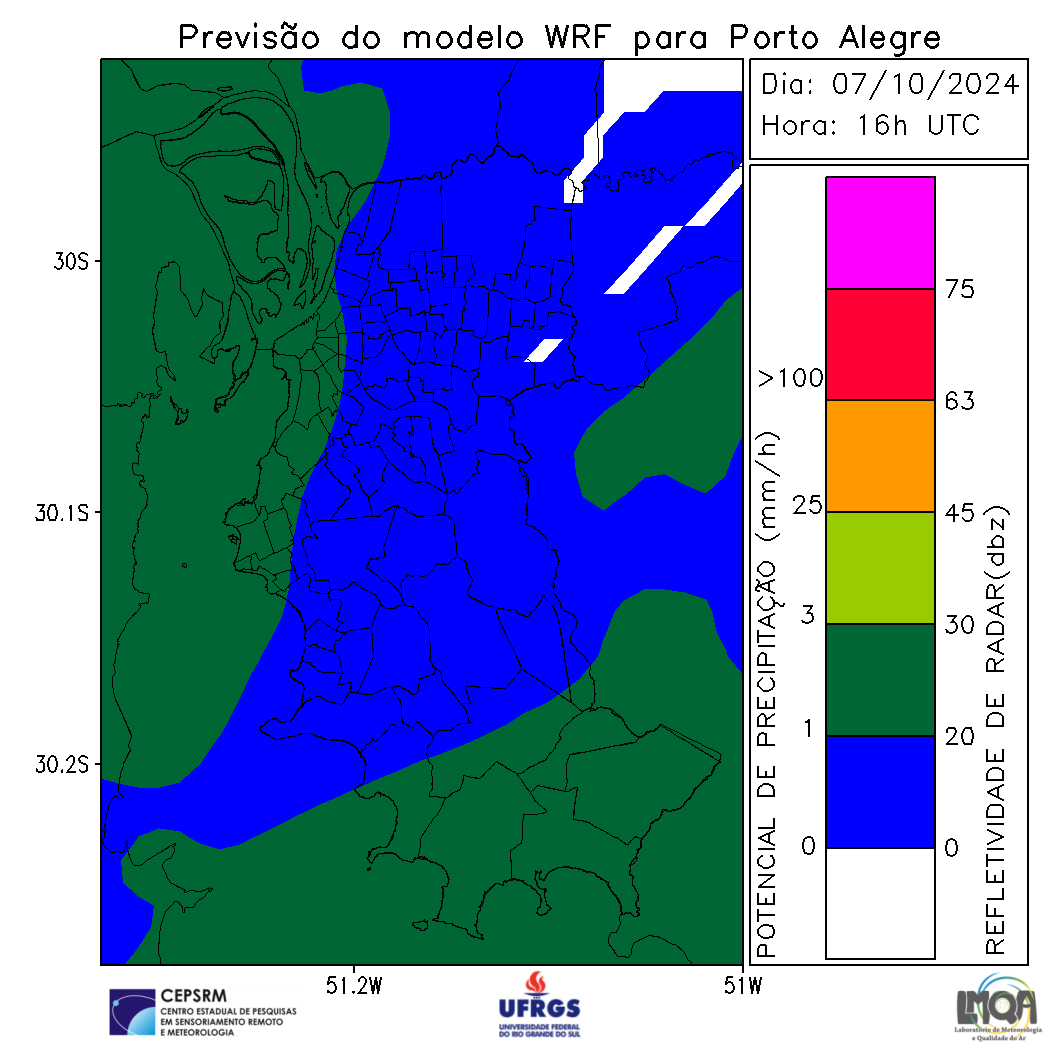 Previsão do modelo WRF para Porto Alegre
Dia: 07/10/2024
Hora: 16h UTC
30S
30.1S
30.2S
51.2W
51W
POTENCIAL DE PRECIPITAÇÃO (mm/h)
>100
25
3
1
0
75
63
45
30
20
0
REFLETIVIDADE DE RADAR(dbz)
CEPSRM
CENTRO ESTADUAL DE PESQUISAS
EM SENSORIAMENTO REMOTO
E METEOROLOGIA
UFRGS
UNIVERSIDADE FEDERAL
DO RIO GRANDE DO SUL
LMQA
Laboratório de Meteorologia
e Qualidade do Ar